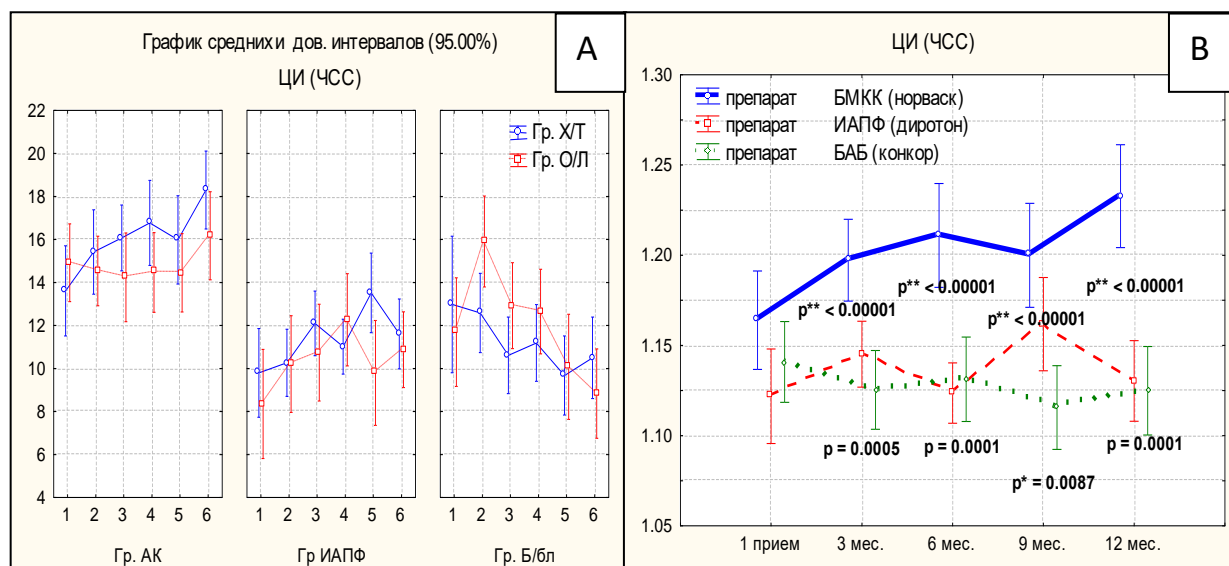 График средних и дов. интервалов (95.00%)
A
ЦИ (ЧСС)
22
20
18
16
14
12
10
8
6
4
Гр. Х/Т
Гр. О/Л
1 2 3 4 5 6
1 2 3 4 5 6
1 2 3 4 5 6
Гр. АК
Гр ИАПФ
Гр. Б/бл
ЦИ (ЧСС)
B
1.30
1.25
1.20
1.15
1.10
1.05
препарат БМКК (норваск)
препарат ИАПФ (диротон)
препарат БАБ (конкор)
p** < 0.00001
p** < 0.00001
p** < 0.00001
p** < 0.00001
p = 0.0005
p = 0.0001
p* = 0.0087
p = 0.0001
1 прием
3 мес.
6 мес.
9 мес.
12 мес.